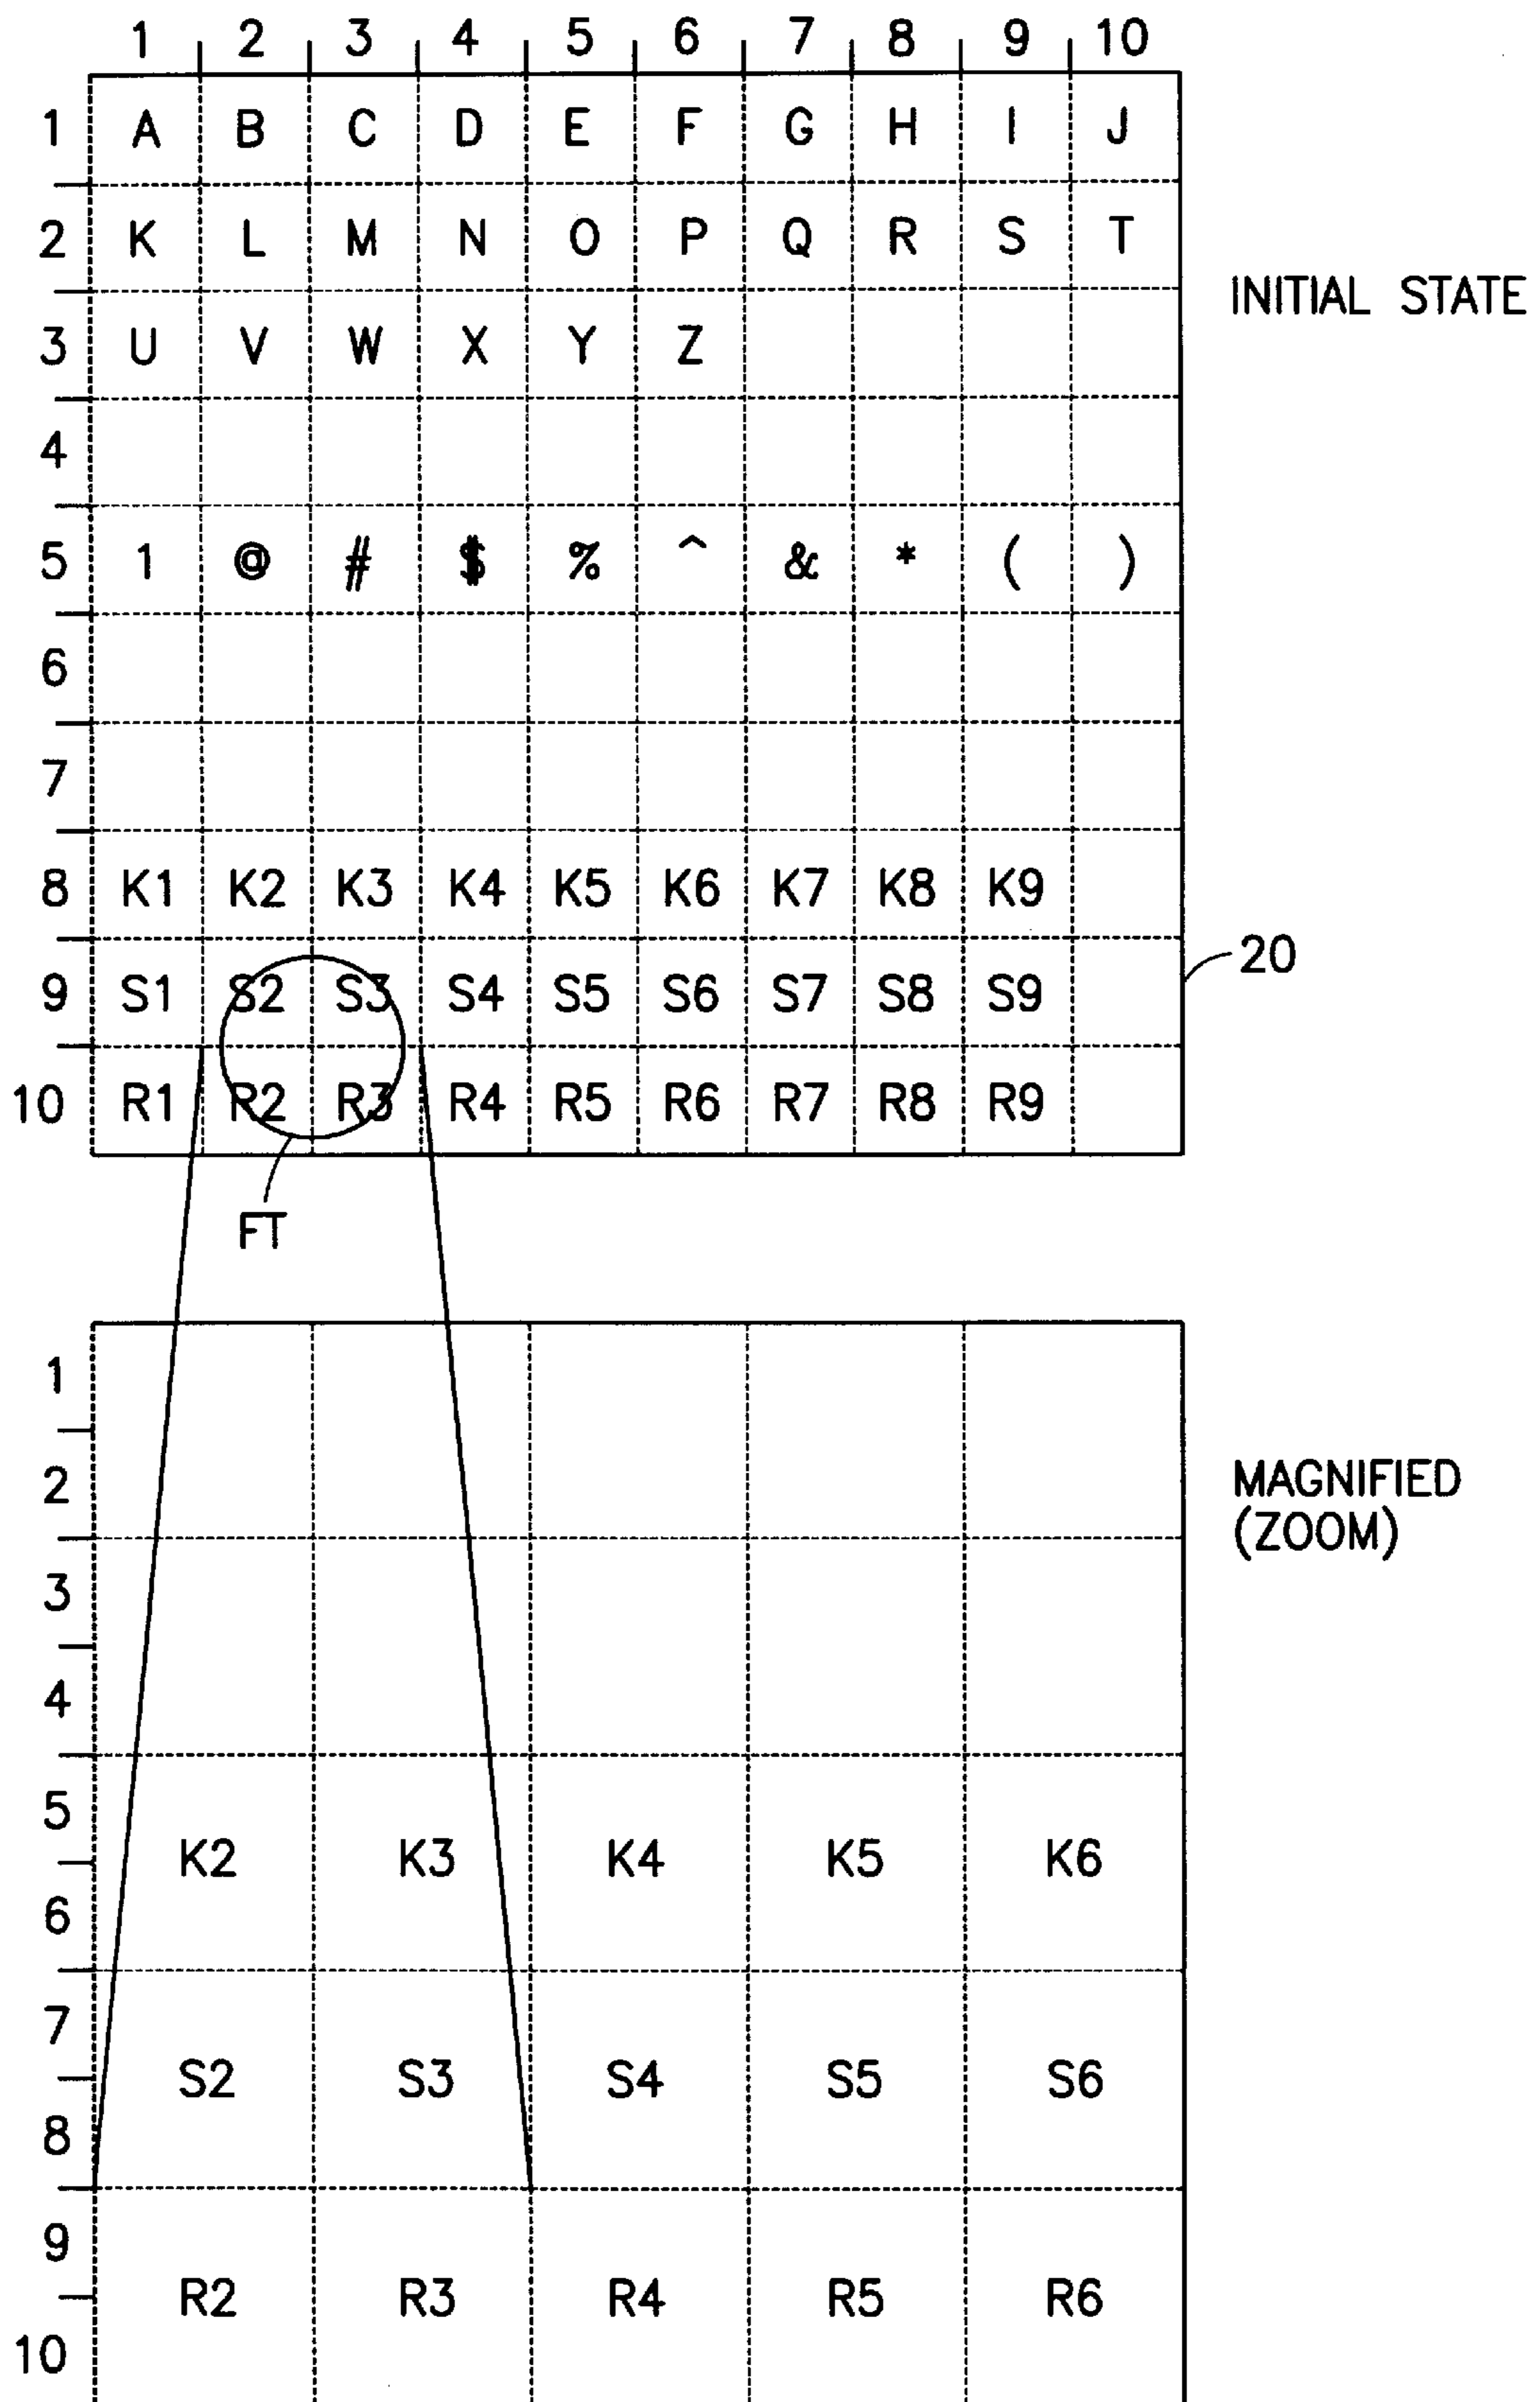 1 2 3 4 5 6 7 8 9 10
1 A B C D E F G H I J
2 K L M N O P Q R S T
INITIAL STATE
3 U V W X Y Z
4
5 1 @ # $ % ^ & * ( )
6
7
8 K1 K2 K3 K4 K5 K6 K7 K8 K9
20
9 S1 S2 S3 S4 S5 S6 S7 S8 S9
10 R1 R2 R3 R4 R5 R6 R7 R8 R9
FT
1
2
MAGNIFIED
(ZOOM)
3
4
5
K2 K3 K4 K5 K6
6
7
S2 S3 S4 S5 S6
8
9
R2 R3 R4 R5 R6
10